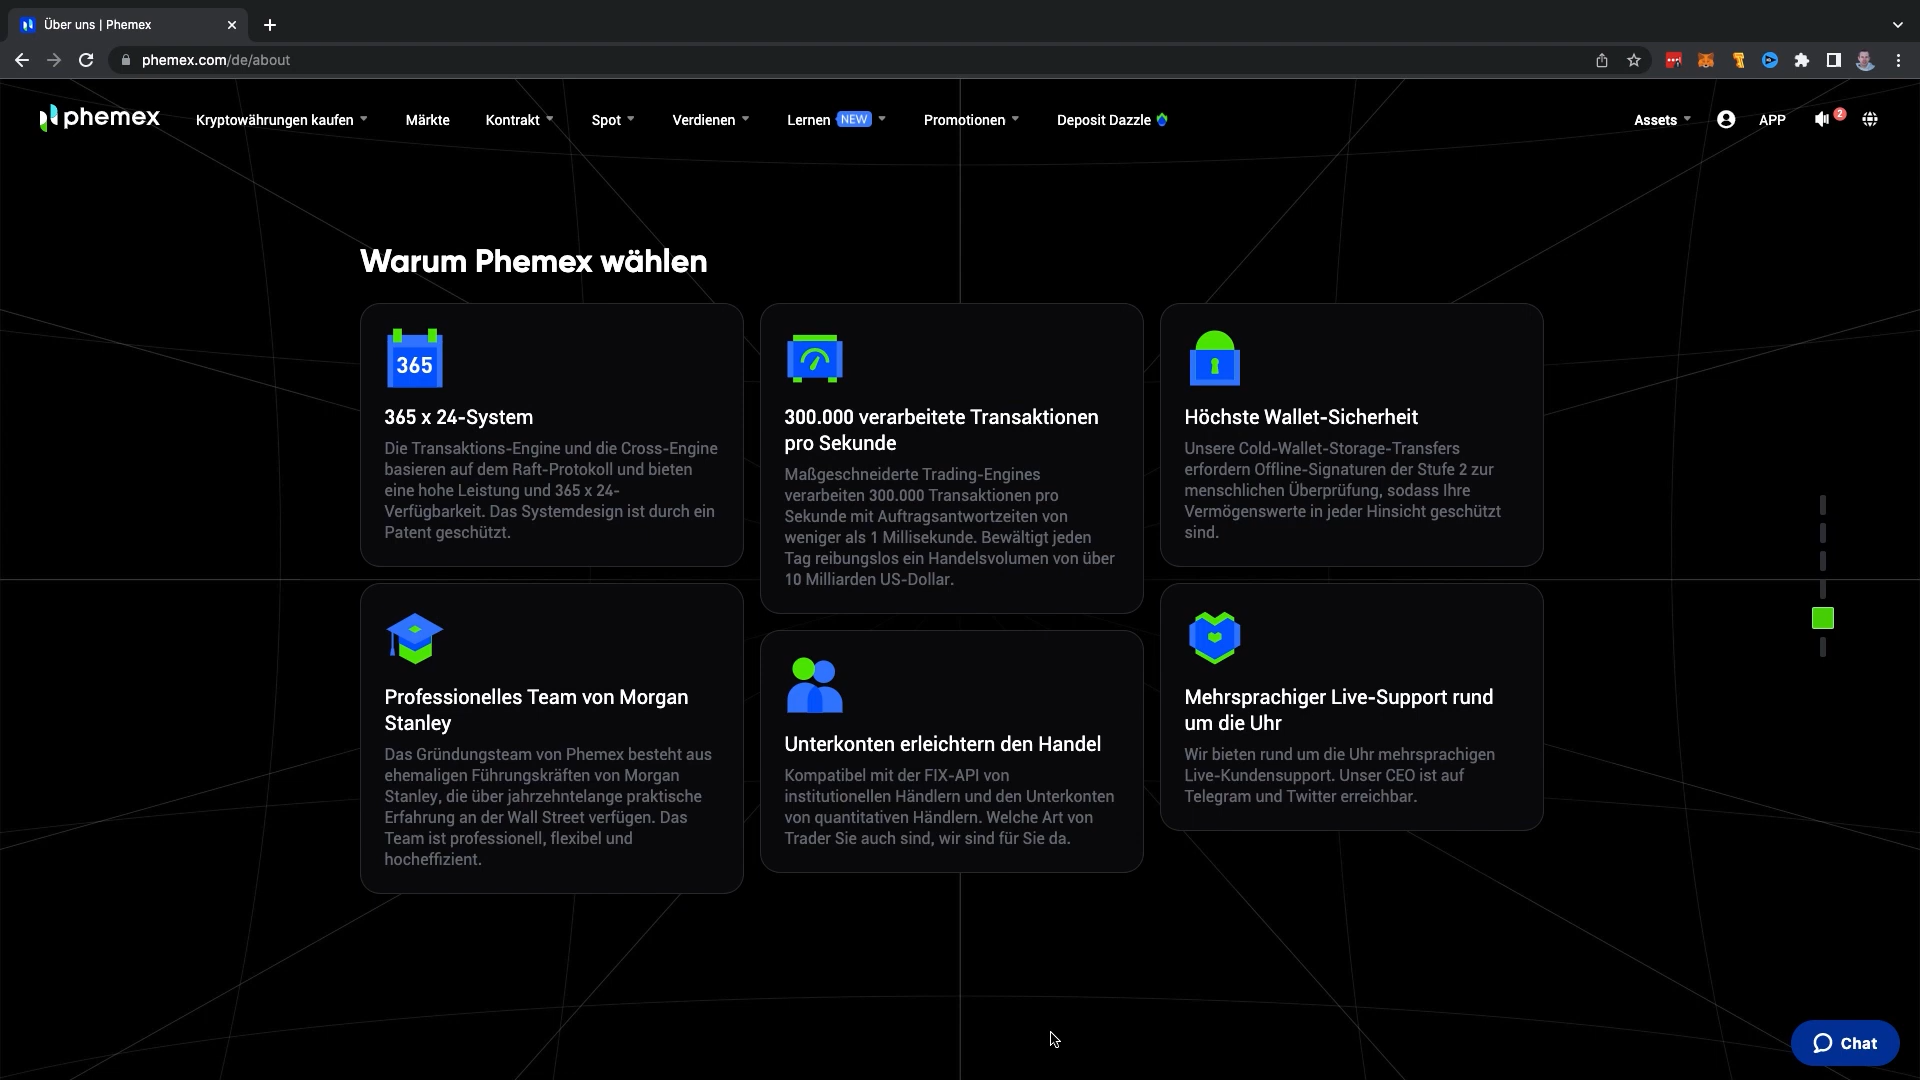 Über uns | Phemex
phemex.com/de/about
phemex
Kryptowährungen kaufen
Märkte
Kontrakt
Spot
Verdienen
Lernen NEW
Promotionen
Deposit Dazzle
Assets
APP
2
Warum Phemex wählen
365
365 x 24-System
Die Transaktions-Engine und die Cross-Engine
basieren auf dem Raft-Protokoll und bieten
eine hohe Leistung und 365 x 24-
Verfügbarkeit. Das Systemdesign ist durch ein
Patent geschützt.
300.000 verarbeitete Transaktionen
pro Sekunde
Maßgeschneiderte Trading-Engines
verarbeiten 300.000 Transaktionen pro
Sekunde mit Auftragsantwortzeiten von
weniger als 1 Millisekunde. Bewältigt jeden
Tag reibungslos ein Handelsvolumen von über
10 Milliarden US-Dollar.
Höchste Wallet-Sicherheit
Unsere Cold-Wallet-Storage-Transfers
erfordern Offline-Signaturen der Stufe 2 zur
menschlichen Überprüfung, sodass Ihre
Vermögenswerte in jeder Hinsicht geschützt
sind.
Professionelles Team von Morgan
Stanley
Das Gründungsteam von Phemex besteht aus
ehemaligen Führungskräften von Morgan
Stanley, die über jahrzehntelange praktische
Erfahrung an der Wall Street verfügen. Das
Team ist professionell, flexibel und
hocheffizient.
Unterkonten erleichtern den Handel
Kompatibel mit der FIX-API von
institutionellen Händlern und den Unterkonten
von quantitativen Händlern. Welche Art von
Trader Sie auch sind, wir sind für Sie da.
Mehrsprachiger Live-Support rund
um die Uhr
Wir bieten rund um die Uhr mehrsprachigen
Live-Kundensupport. Unser CEO ist auf
Telegram und Twitter erreichbar.
Chat